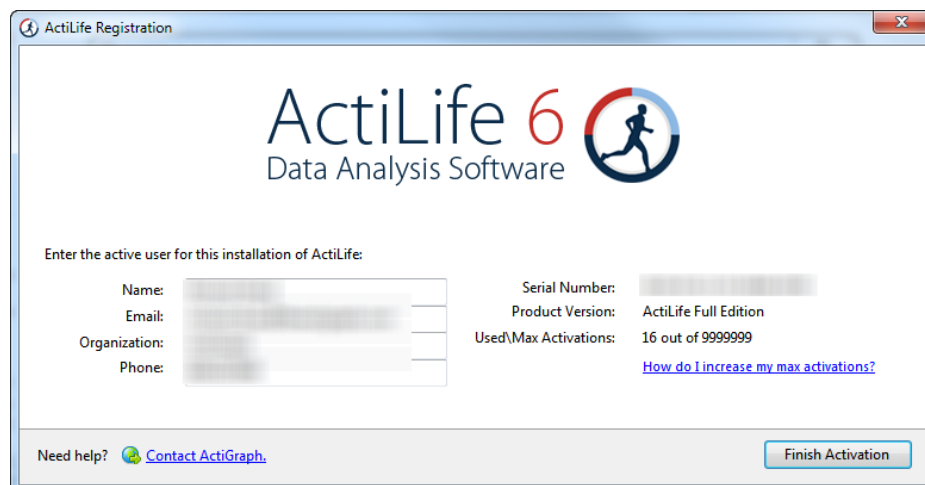 ActiLife Registration
ActiLife 6
Data Analysis Software
Enter the active user for this installation of ActiLife:
Name:
Email:
Organization:
Phone:
Serial Number:
Product Version: ActiLife Full Edition
Used\Max Activations: 16 out of 9999999
How do I increase my max activations?
Need help? Contact ActiGraph.
Finish Activation